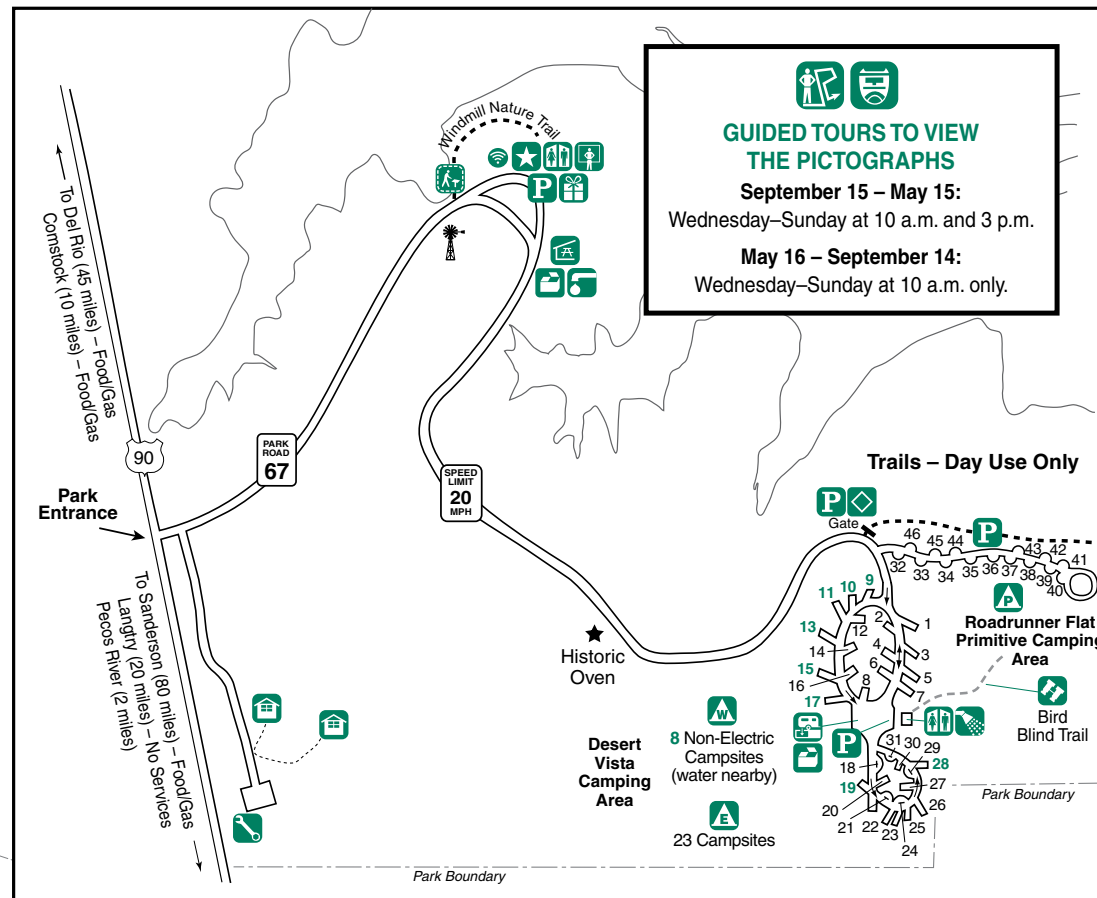 GUIDED TOURS TO VIEW
THE PICTOGRAPHS
September 15 – May 15:
Wednesday–Sunday at 10 a.m. and 3 p.m.
May 16 – September 14:
Wednesday–Sunday at 10 a.m. only.
Windmill Nature Trail
P
To Del Rio (45 miles) – Food/Gas
Comstock (10 miles) – Food/Gas
90
PARK
ROAD
67
SPEED
LIMIT
20
MPH
Park
Entrance
To Sanderson (80 miles) – Food/Gas
Langtry (20 miles) – No Services
Pecos River (2 miles)
Historic
Oven
Trails – Day Use Only
P
Gate
P
46
45
44
43
42
41
32
33
34
35
36
37
38
39
40
P
Roadrunner Flat
Primitive Camping
Area
Bird
Blind Trail
9
10
11
2
1
12
13
4
3
14
15
6
5
16
8
7
17
W
8 Non-Electric
Campsites
(water nearby)
Desert
Vista
Camping
Area
E
23 Campsites
P
31
30
29
28
18
27
19
26
20
21
22
23
25
24
Park Boundary
Park Boundary